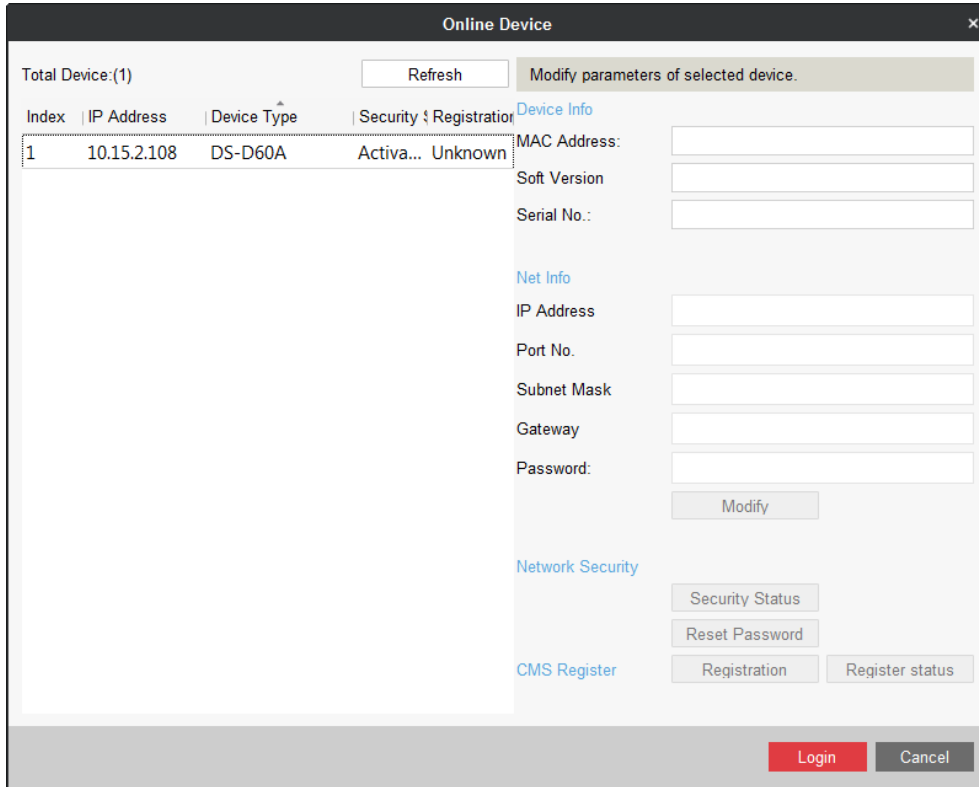 Online Device
×
Total Device:(1)
Refresh
Modify parameters of selected device.
Index IP Address Device Type Security Registration
1 10.15.2.108 DS-D60A Activa... Unknown
Device Info
MAC Address:
Soft Version
Serial No.:
Net Info
IP Address
Port No.
Subnet Mask
Gateway
Password:
Modify
Network Security
Security Status
Reset Password
CMS Register Registration Register status
Login Cancel